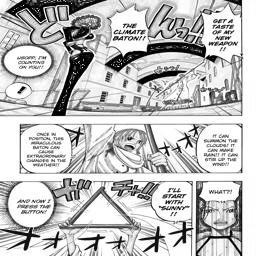 GET A
TASTE OF
MY NEW
WEAPON
!!
THE
CLIMATE
BATON!!
USOPP, I'M
COUNTING
ON YOU!!
!
IT CAN
SUMMON THE
CLOUDS! IT
CAN MAKE
RAIN!! IT CAN
STIR UP THE
WIND!!
ONCE IN
POSITION, THIS
MIRACULOUS
BATON CAN
CAUSE
EXTRAORDINARY
CHANGES IN THE
WEATHER!!
WHAT?!
I'LL
START
WITH
"SUNNY"
!!
AND NOW I
PRESS THE
BUTTON!